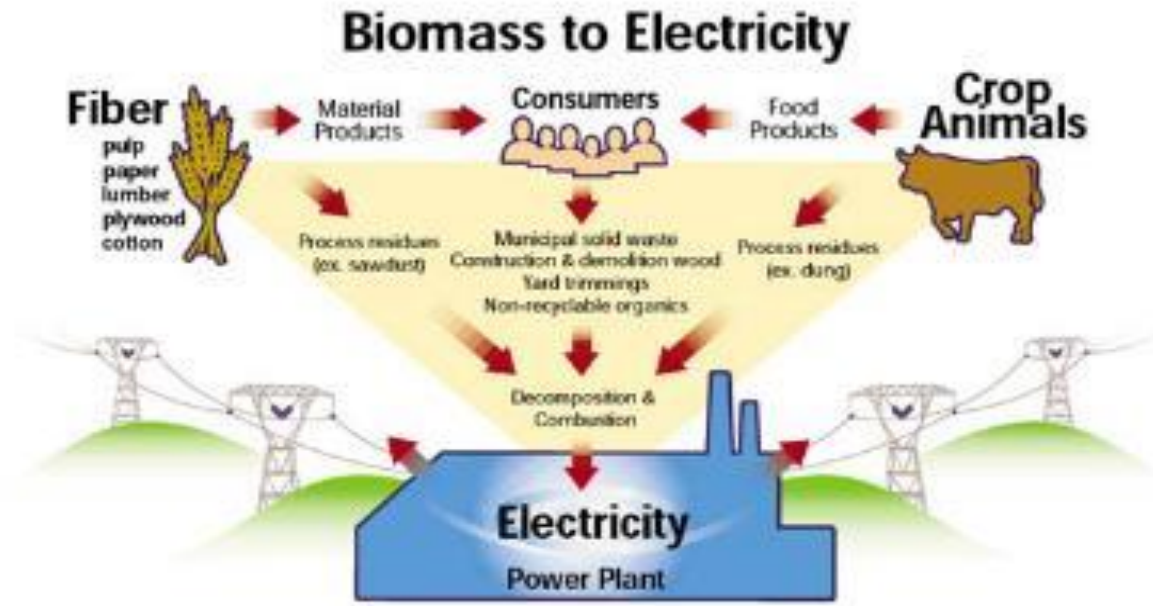 Biomass to Electricity
Fiber
pulp
paper
lumber
plywood
cotton
Material
Products
Consumers
Food
Products
Crop
Animals
Process residues
(ex. sawdust)
Municipal solid waste
Construction & demolition wood
Yard trimmings
Non-recyclable organics
Process residues
(ex. dung)
Decomposition &
Combustion
Electricity
Power Plant